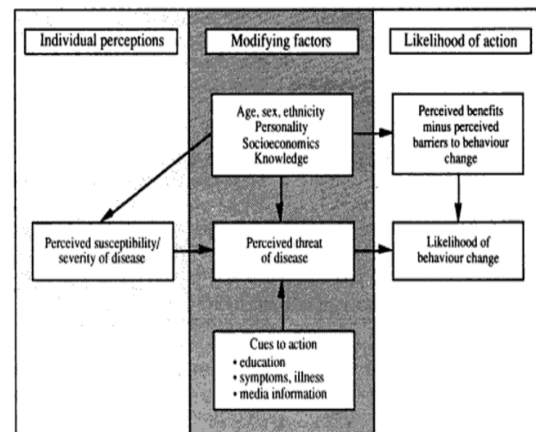 Individual perceptions
Modifying factors
Likelihood of action
Age, sex, ethnicity
Personality
Socioeconomics
Knowledge
Perceived benefits
minus perceived
barriers to behaviour
change
Perceived susceptibility/
severity of disease
Perceived threat
of disease
Likelihood of
behaviour change
Cues to action
• education
• symptoms, illness
• media information